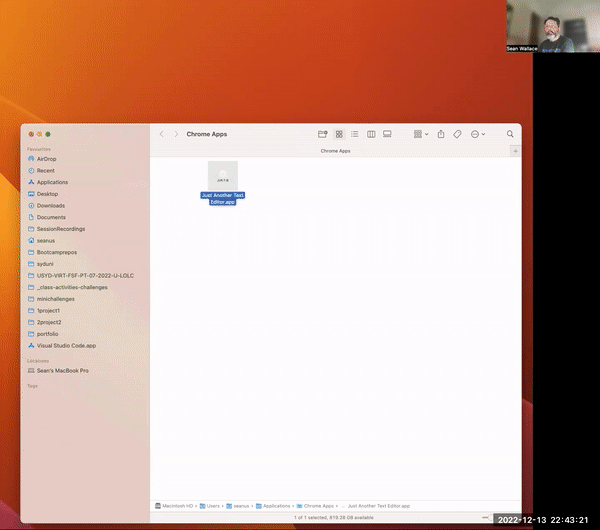 Sean Wallace
Chrome Apps
Chrome Apps
Favourites
AirDrop
Recent
Applications
Desktop
Downloads
Documents
SessionRecordings
seanus
Bootcamprepos
syduni
USYD-VIRT-FSF-PT-07-2022-U-LOLC
_class-activities-challenges
minichallenges
1project1
2project2
portfolio
Visual Studio Code.app
Locations
Sean's MacBook Pro
Tags
Just Another Text
Editor.app
Macintosh HD › Users › seanus › Applications › Chrome Apps › Just Another Text Editor.app
1 of 1 selected, 619.28 GB available
2022-12-13 22:43:21